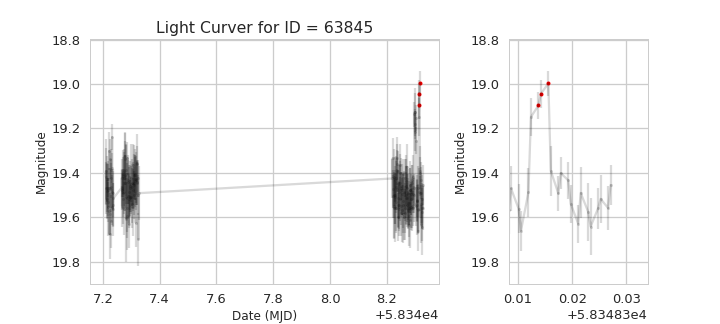 Light Curver for ID = 63845
18.8
19.0
19.2
19.4
19.6
19.8
Magnitude
7.2 7.4 7.6 7.8 8.0 8.2
Date (MJD)
+5.834e4
18.8
19.0
19.2
19.4
19.6
19.8
Magnitude
0.01 0.02 0.03
+5.83483e4